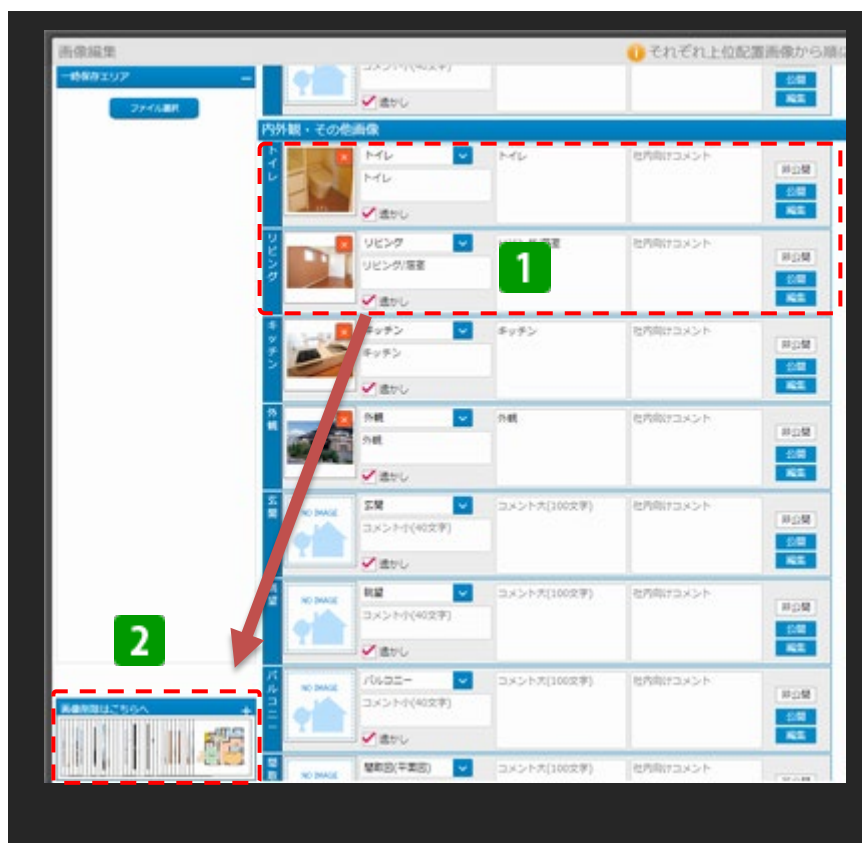 画像編集
それぞれ上位配置画像から順に
一時保存エリア
ファイル選択
コメント小(40文字)
透かし
公開
編集
内外観・その他画像
トイレ
トイレ
トイレ
トイレ
社内向けコメント
透かし
非公開
公開
編集
リビング
リビング
リビング/居室
社内向けコメント
透かし
非公開
公開
編集
1
キッチン
キッチン
キッチン
キッチン
社内向けコメント
透かし
非公開
公開
編集
外観
外観
外観
外観
社内向けコメント
透かし
非公開
公開
編集
玄関
NO IMAGE
玄関
コメント小(40文字)
コメント大(100文字)
社内向けコメント
透かし
非公開
公開
編集
眺望
NO IMAGE
眺望
コメント小(40文字)
コメント大(100文字)
社内向けコメント
透かし
非公開
公開
編集
2
バルコニー
NO IMAGE
バルコニー
コメント小(40文字)
コメント大(100文字)
社内向けコメント
透かし
非公開
公開
編集
画像削除はこちらへ
間取
NO IMAGE
間取図(平面図)
コメント大(100文字)
社内向けコメント